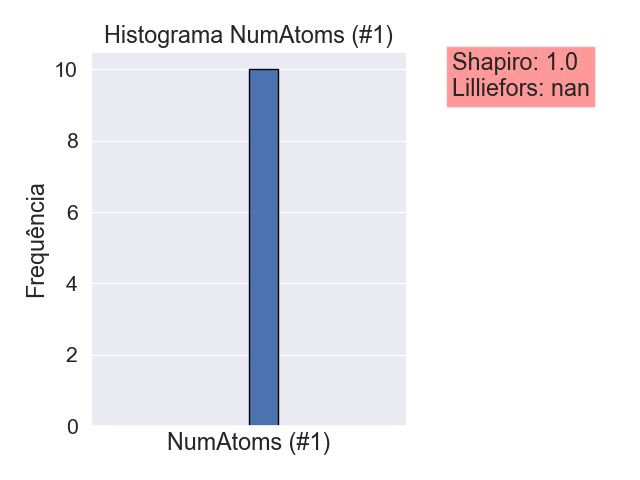 Histograma NumAtoms (#1)
Shapiro: 1.0
Lilliefors: nan
10
8
6
4
2
0
Frequência
NumAtoms (#1)